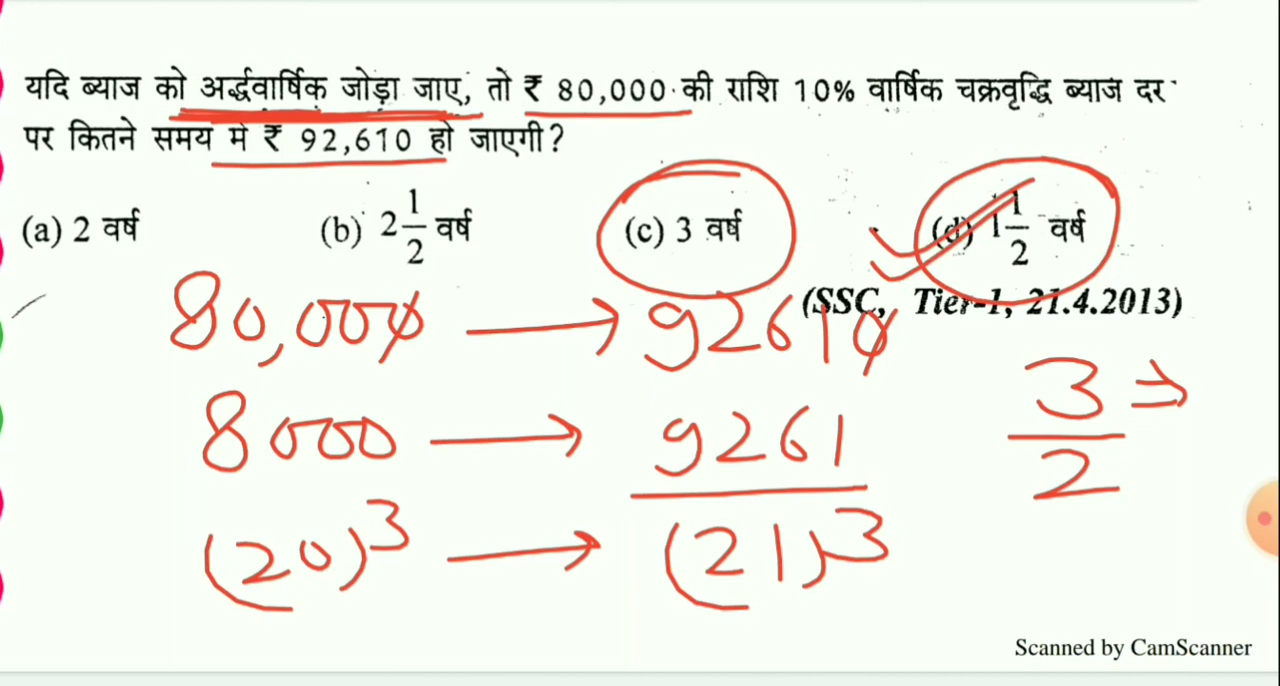 यदि ब्याज को अर्द्धवार्षिक जोड़ा जाए, तो ₹ 80,000 की राशि 10% वार्षिक चक्रवृद्धि ब्याज दर
पर कितने समय में ₹ 92,610 हो जाएगी?
(a) 2 वर्ष (b) 2 1/2 वर्ष (c) 3 वर्ष (d) 1 1/2 वर्ष
(SSC, Tier-1, 21.4.2013)
80,000 → 92610
8000 → 9261
3/2 ⇒
(20)³ → (21)³
Scanned by CamScanner